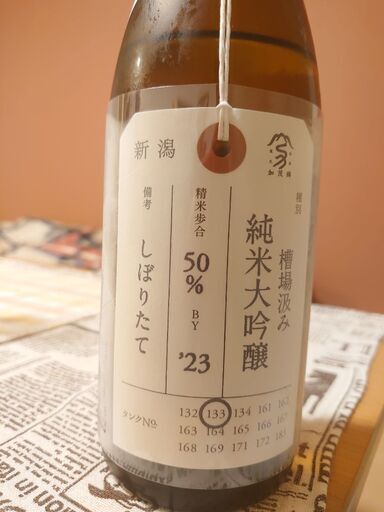 加茂錦
種別
槽場汲み
純米大吟醸
精米歩合
50%
BY
'23
新潟
備考
しぼりたて
タンクNo.
132 133 134 161 162
163 164 165 166 167
168 169 171 172 181